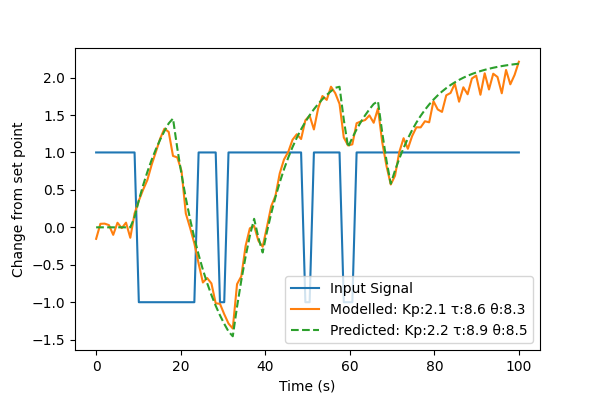 Change from set point
2.0
1.5
1.0
0.5
0.0
−0.5
−1.0
−1.5
Input Signal
Modelled: Kp:2.1 τ:8.6 θ:8.3
Predicted: Kp:2.2 τ:8.9 θ:8.5
0 20 40 60 80 100
Time (s)